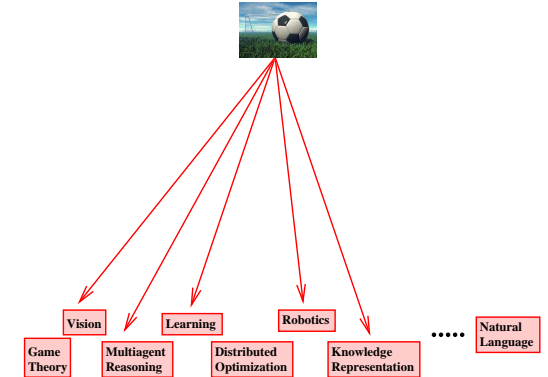 Vision
Learning
Robotics
.....
Natural
Language
Game
Theory
Multiagent
Reasoning
Distributed
Optimization
Knowledge
Representation